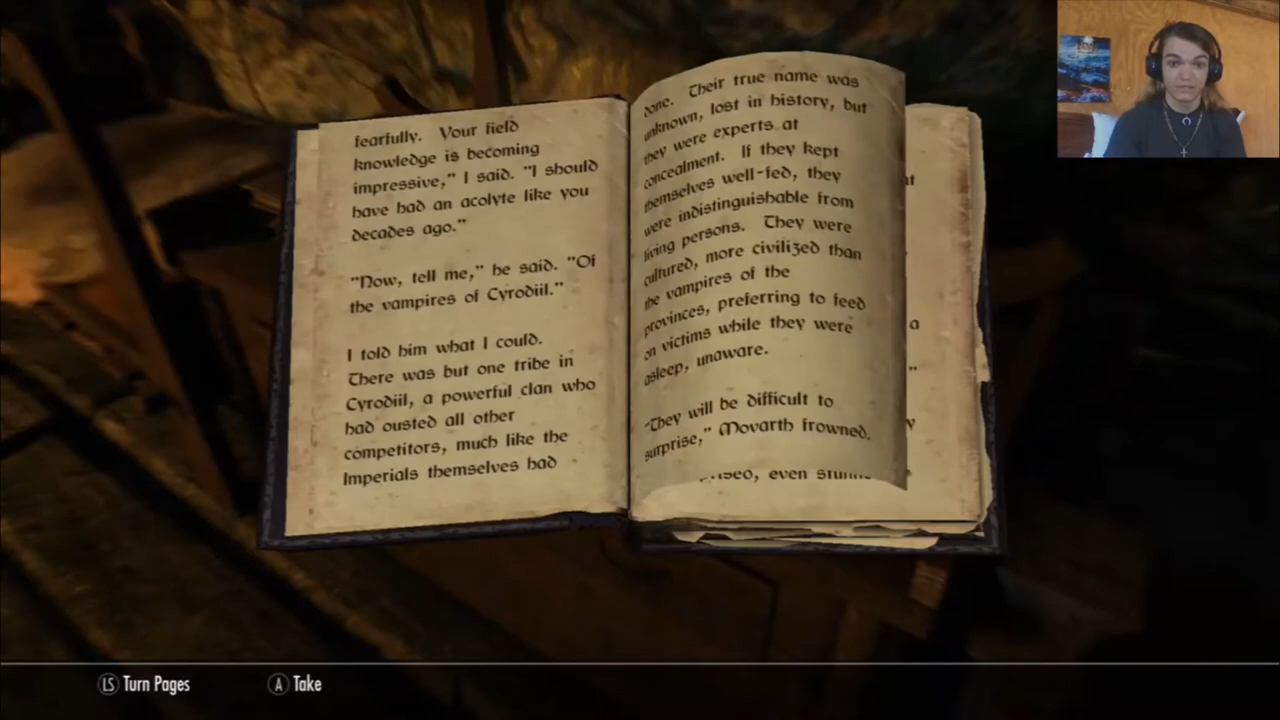 fearfully. Your field
knowledge is becoming
impressive," I said. "I should
have had an acolyte like you
decades ago."
"Now, tell me," he said. "Of
the vampires of Cyrodiil."
I told him what I could.
There was but one tribe in
Cyrodiil, a powerful clan who
had ousted all other
competitors, much like the
Imperials themselves had
done. Their true name was
unknown, lost in history, but
they were experts at
concealment. If they kept
themselves well-fed, they
were indistinguishable from
living persons. They were
cultured, more civilized than
the vampires of the
provinces, preferring to feed
on victims while they were
asleep, unaware.
"They will be difficult to
surprise," Movarth frowned.
even
a
"
LS Turn Pages
A Take